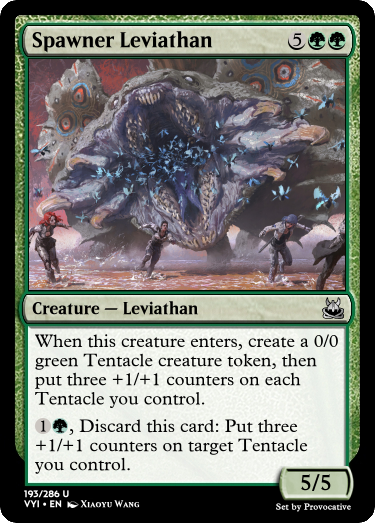 Spawner Leviathan 5
Creature — Leviathan
When this creature enters, create a 0/0
green Tentacle creature token, then
put three +1/+1 counters on each
Tentacle you control.
1, Discard this card: Put three
+1/+1 counters on target Tentacle
you control.
5/5
193/286 U
VYI • EN Xiaoyu Wang
Set by Provocative